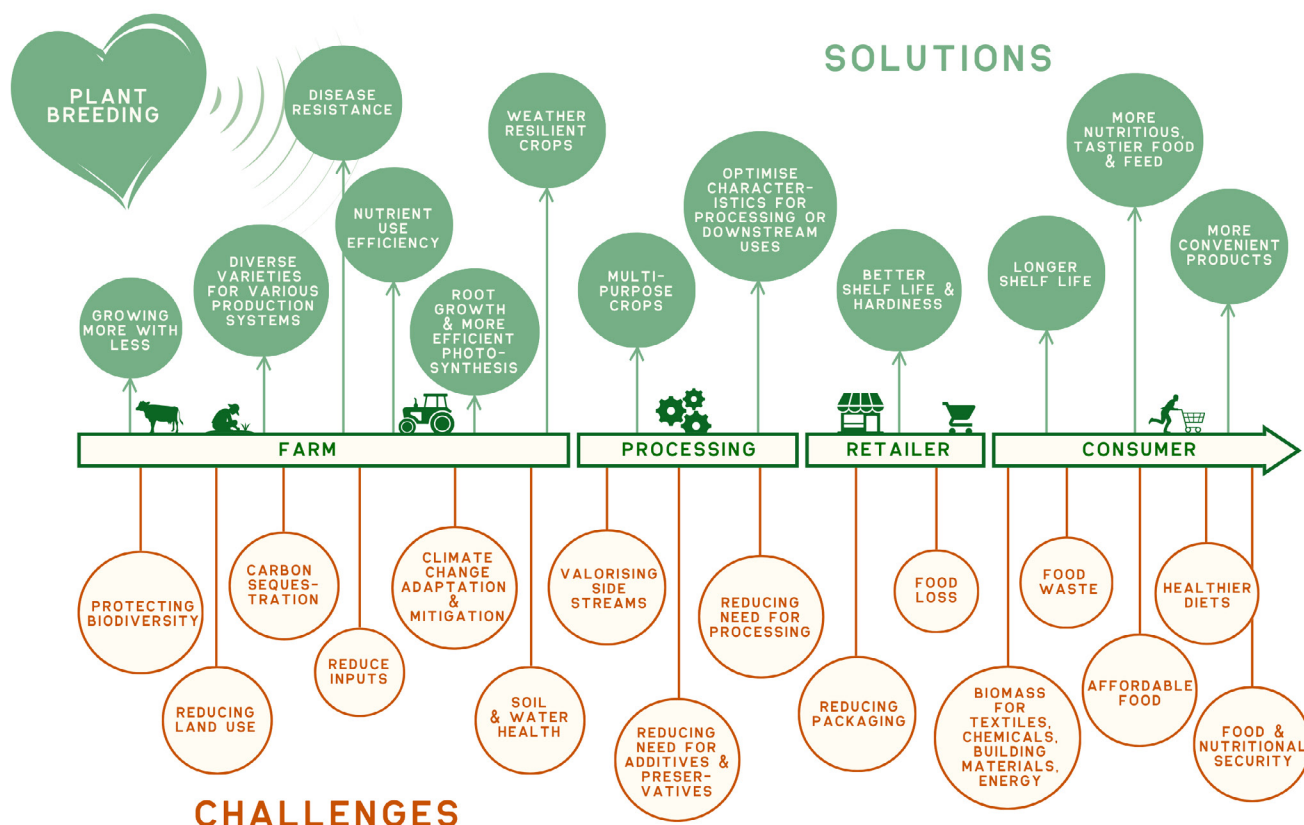 SOLUTIONS
PLANT
BREEDING
DISEASE
RESISTANCE
WEATHER
RESILIENT
CROPS
MORE
NUTRITIOUS,
TASTIER FOOD
& FEED
OPTIMISE
CHARACTER-
ISTICS FOR
PROCESSING OR
DOWNSTREAM
USES
NUTRIENT
USE
EFFICIENCY
MORE
CONVENIENT
PRODUCTS
DIVERSE
VARIETIES
FOR VARIOUS
PRODUCTION
SYSTEMS
MULTI-
PURPOSE
CROPS
BETTER
SHELF LIFE &
HARDINESS
LONGER
SHELF LIFE
GROWING
MORE WITH
LESS
ROOT
GROWTH
& MORE
EFFICIENT
PHOTO-
SYNTHESIS
FARM
PROCESSING
RETAILER
CONSUMER
PROTECTING
BIODIVERSITY
CARBON
SEQUES-
TRATION
CLIMATE
CHANGE
ADAPTATION
&
MITIGATION
VALORISING
SIDE
STREAMS
REDUCING
NEED FOR
PROCESSING
FOOD
LOSS
FOOD
WASTE
HEALTHIER
DIETS
REDUCING
LAND USE
REDUCE
INPUTS
SOIL
& WATER
HEALTH
REDUCING
NEED FOR
ADDITIVES &
PRESER-
VATIVES
REDUCING
PACKAGING
BIOMASS
FOR
TEXTILES,
CHEMICALS,
BUILDING
MATERIALS,
ENERGY
AFFORDABLE
FOOD
FOOD &
NUTRITIONAL
SECURITY
CHALLENGES